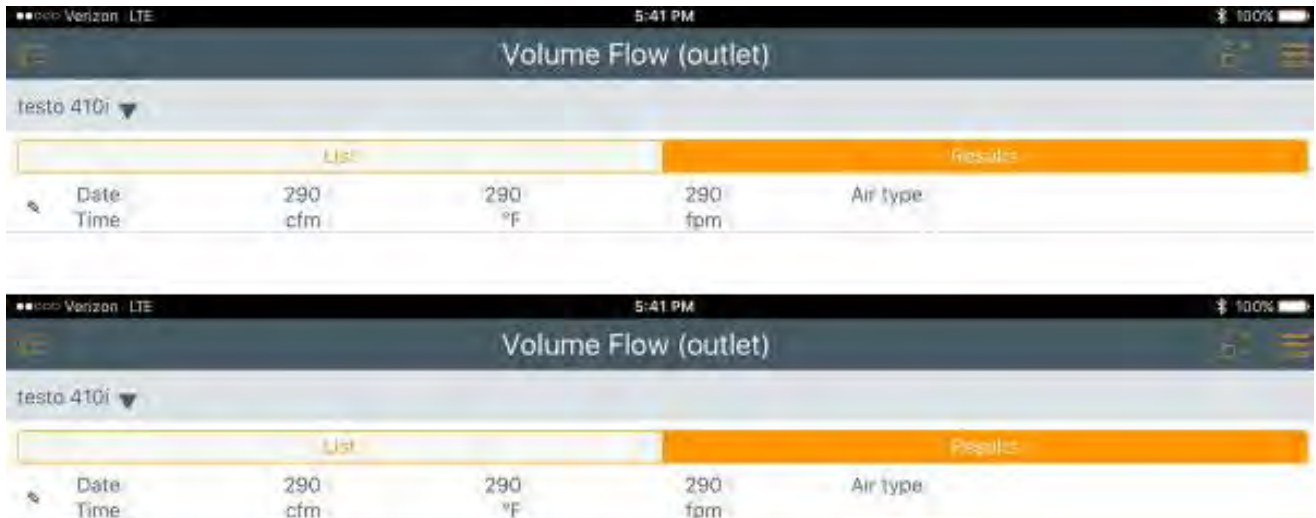 Verizon LTE 5:41 PM 100%
Volume Flow (outlet)
testo 410i
List Results
Date 290 290 290 Air type
Time cfm °F fpm
Verizon LTE 5:41 PM 100%
Volume Flow (outlet)
testo 410i
List Results
Date 290 290 290 Air type
Time cfm °F fpm